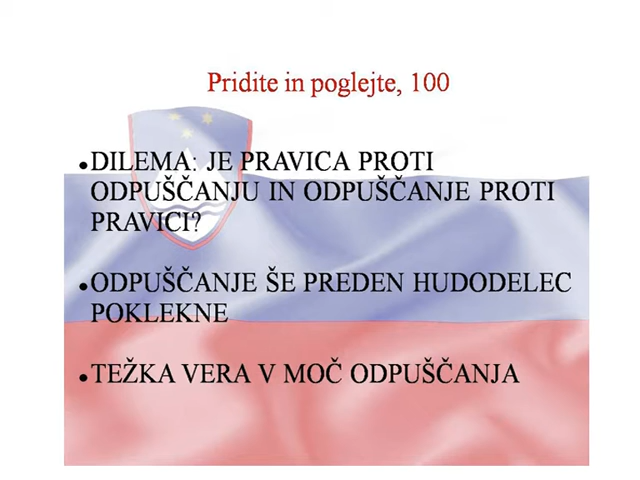 Pridite in poglejte, 100
• DILEMA: JE PRAVICA PROTI
ODPUŠČANJU IN ODPUŠČANJE PROTI
PRAVICI?
• ODPUŠČANJE ŠE PREDEN HUDODELEC
POKLEKNE
• TEŽKA VERA V MOČ ODPUŠČANJA